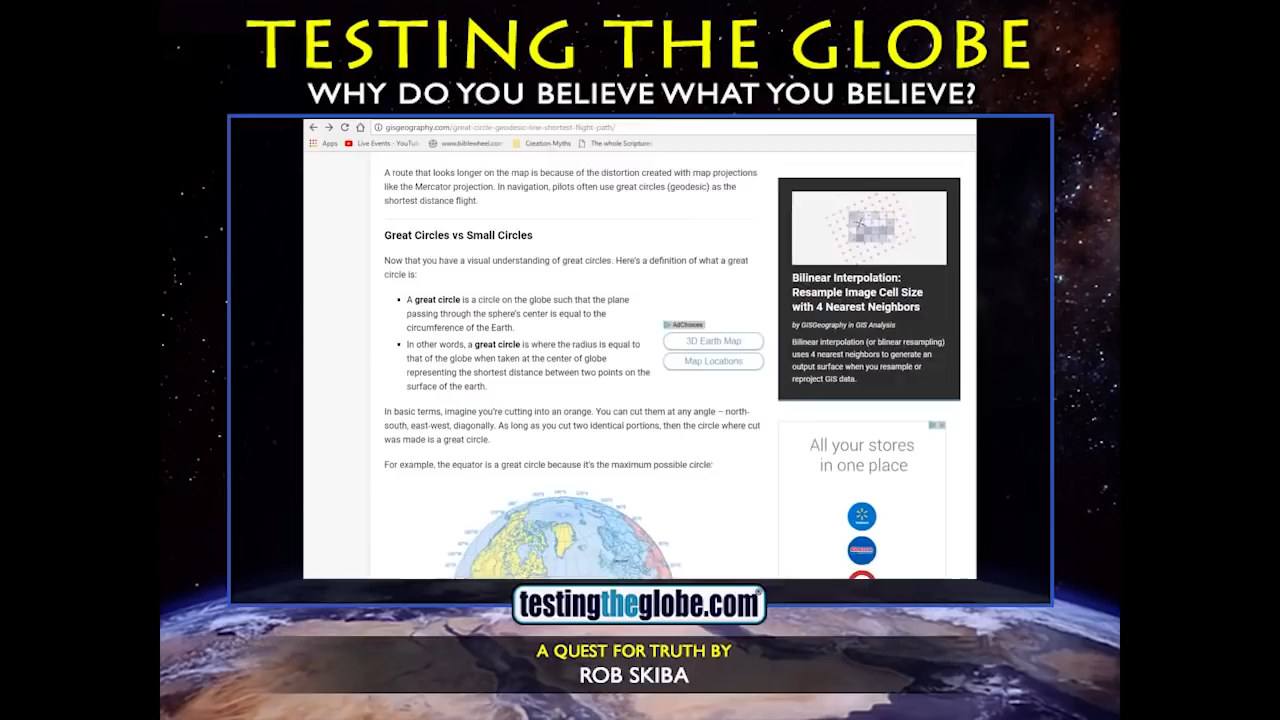 TESTING THE GLOBE
WHY DO YOU BELIEVE WHAT YOU BELIEVE?
gisgeography.com/great-circle-geodesic-line-shortest-flight-path/
Apps
Live Events - YouTu
www.biblewheel.com
Creation Myths
The whole Scripture
A route that looks longer on the map is because of the distortion created with map projections
like the Mercator projection. In navigation, pilots often use great circles (geodesic) as the
shortest distance flight.
Great Circles vs Small Circles
Now that you have a visual understanding of great circles. Here's a definition of what a great
circle is:
A great circle is a circle on the globe such that the plane
passing through the sphere's center is equal to the
circumference of the Earth.
In other words, a great circle is where the radius is equal to
that of the globe when taken at the center of globe
representing the shortest distance between two points on the
surface of the earth.
AdChoices
3D Earth Map
Map Locations
In basic terms, imagine you're cutting into an orange. You can cut them at any angle – north-
south, east-west, diagonally. As long as you cut two identical portions, then the circle where cut
was made is a great circle.
For example, the equator is a great circle because it's the maximum possible circle:
Bilinear Interpolation:
Resample Image Cell Size
with 4 Nearest Neighbors
by GISGeography in GIS Analysis
Bilinear interpolation (or blinear resampling)
uses 4 nearest neighbors to generate an
output surface when you resample or
reproject GIS data.
All your stores
in one place
testingtheglobe.com
A QUEST FOR TRUTH BY
ROB SKIBA